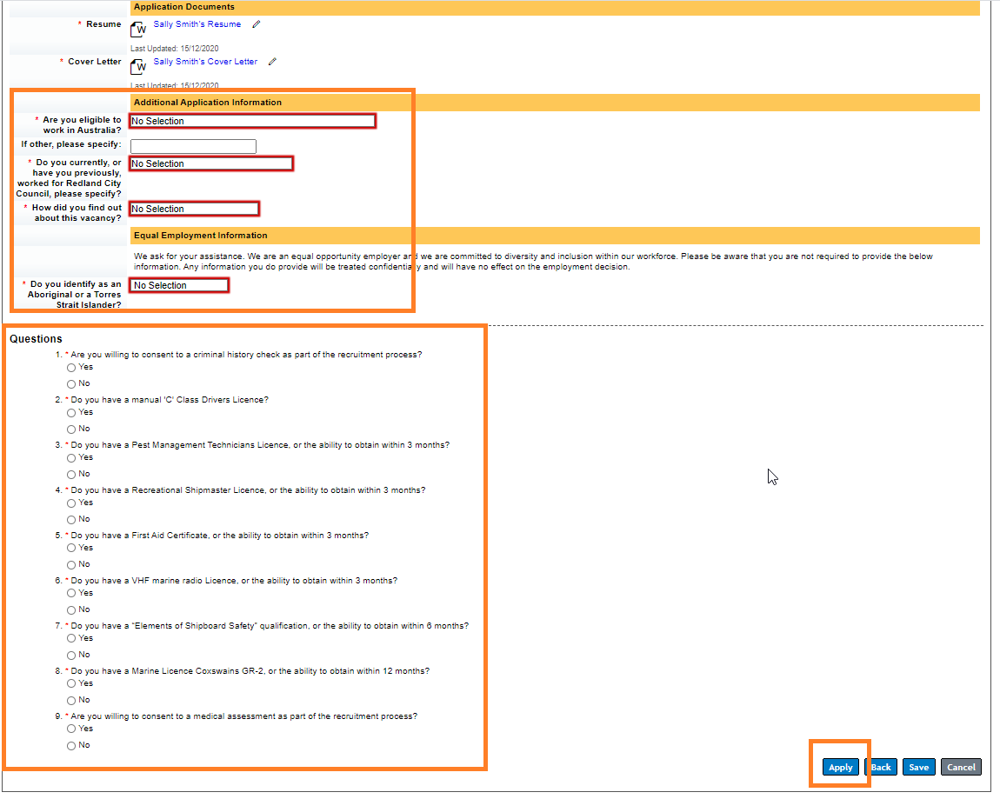 Application Documents
* Resume
W Sally Smith's Resume
Last Updated: 15/12/2020
* Cover Letter
W Sally Smith's Cover Letter
Last Updated: 15/12/2020
Additional Application Information
* Are you eligible to
work in Australia?
No Selection
If other, please specify:
* Do you currently, or
have you previously,
worked for Redland City
Council, please specify?
No Selection
* How did you find out
about this vacancy?
No Selection
Equal Employment Information
We ask for your assistance. We are an equal opportunity employer and we are committed to diversity and inclusion within our workforce. Please be aware that you are not required to provide the below
information. Any information you do provide will be treated confidentially and will have no effect on the employment decision.
* Do you identify as an
Aboriginal or a Torres
Strait Islander?
No Selection
Questions
1. * Are you willing to consent to a criminal history check as part of the recruitment process?
Yes
No
2. * Do you have a manual 'C' Class Drivers Licence?
Yes
No
3. * Do you have a Pest Management Technicians Licence, or the ability to obtain within 3 months?
Yes
No
4. * Do you have a Recreational Shipmaster Licence, or the ability to obtain within 3 months?
Yes
No
5. * Do you have a First Aid Certificate, or the ability to obtain within 3 months?
Yes
No
6. * Do you have a VHF marine radio Licence, or the ability to obtain within 3 months?
Yes
No
7. * Do you have a "Elements of Shipboard Safety" qualification, or the ability to obtain within 6 months?
Yes
No
8. * Do you have a Marine Licence Coxswains GR-2, or the ability to obtain within 12 months?
Yes
No
9. * Are you willing to consent to a medical assessment as part of the recruitment process?
Yes
No
Apply Back Save Cancel